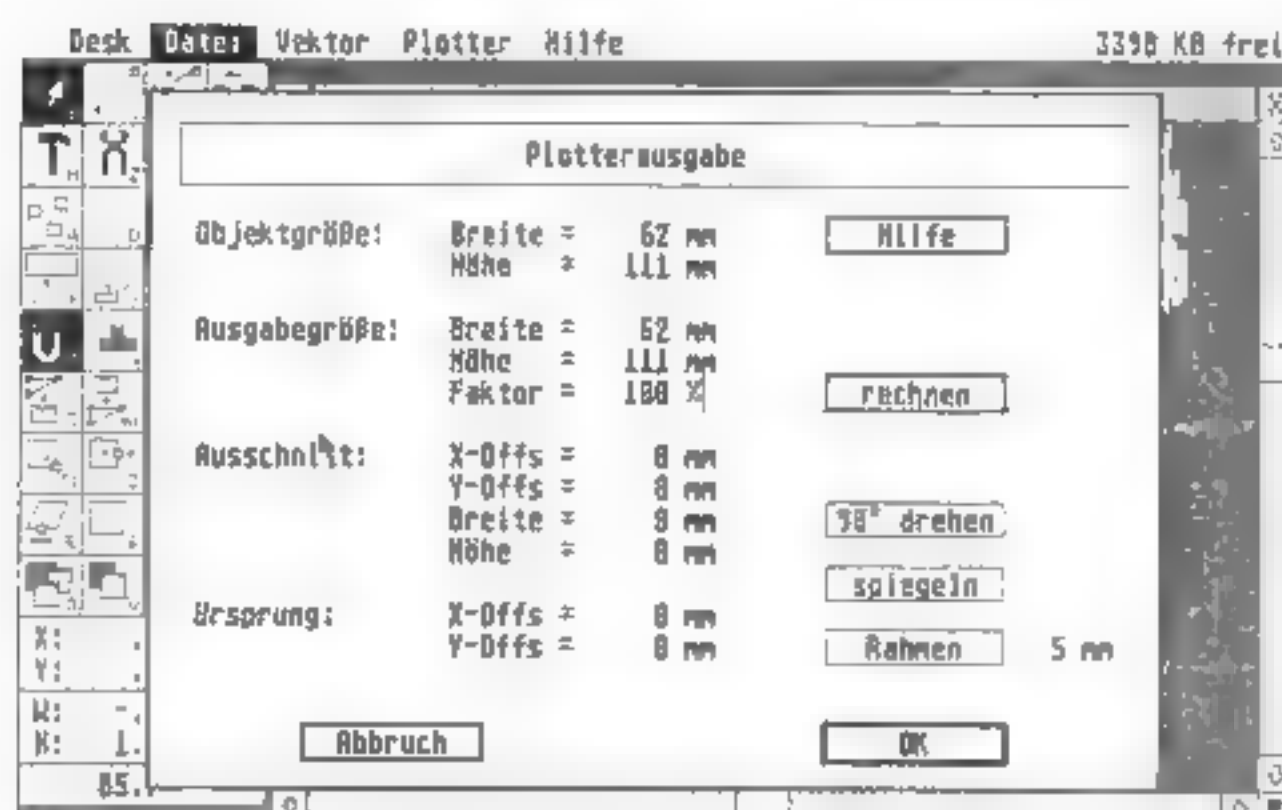 Desk Datei Vektor Plotter Hilfe 3398 KB frei
Plotterausgabe
Objektgröße: Breite = 62 mm Hilfe
Höhe = 111 mm
Ausgabegröße: Breite = 62 mm
Höhe = 111 mm
Faktor = 100 % rechnen
Ausschnitt: X-Offs = 0 mm
Y-Offs = 0 mm
Breite = 0 mm 90° drehen
Höhe = 0 mm
spiegeln
Ursprung: X-Offs = 0 mm
Y-Offs = 0 mm Rahmen 5 mm
X:
Y:
W:
Abbruch OK